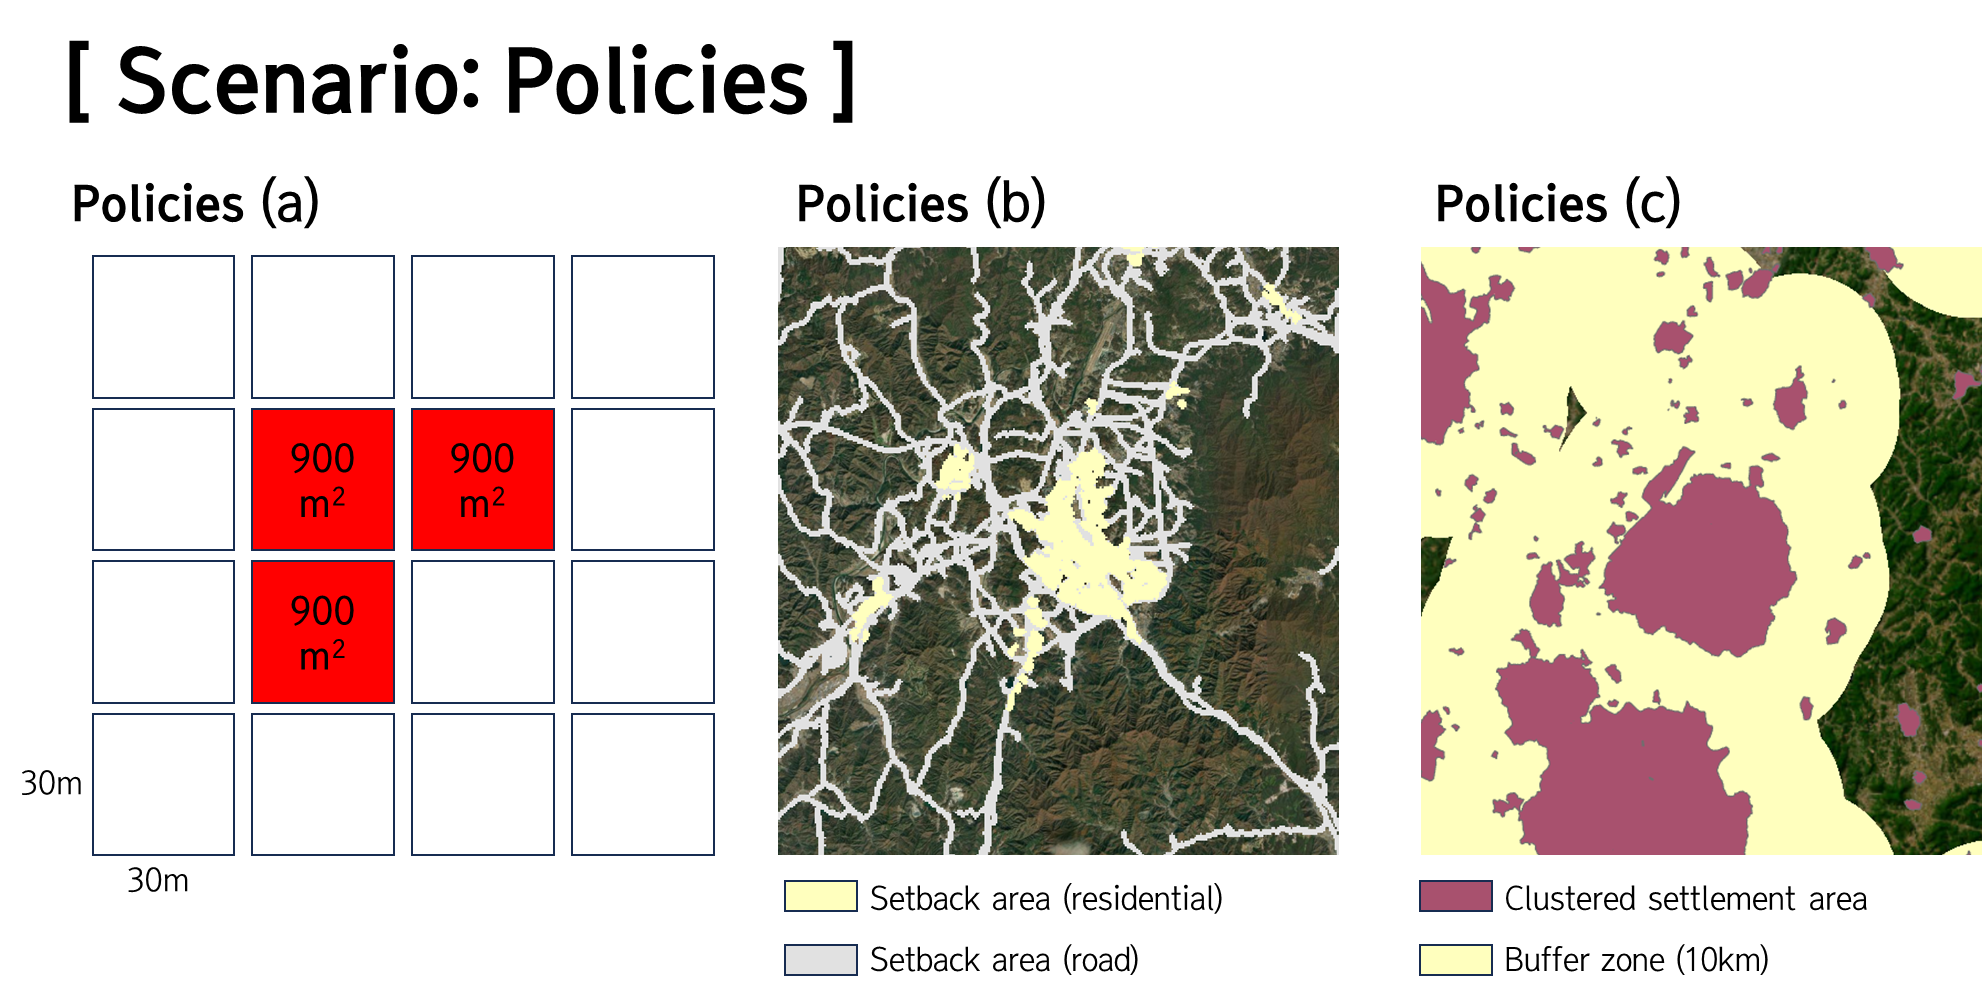 [ Scenario: Policies ]
Policies (a)
Policies (b)
Policies (c)
900
m²
900
m²
900
m²
30m
30m
Setback area (residential)
Setback area (road)
Clustered settlement area
Buffer zone (10km)